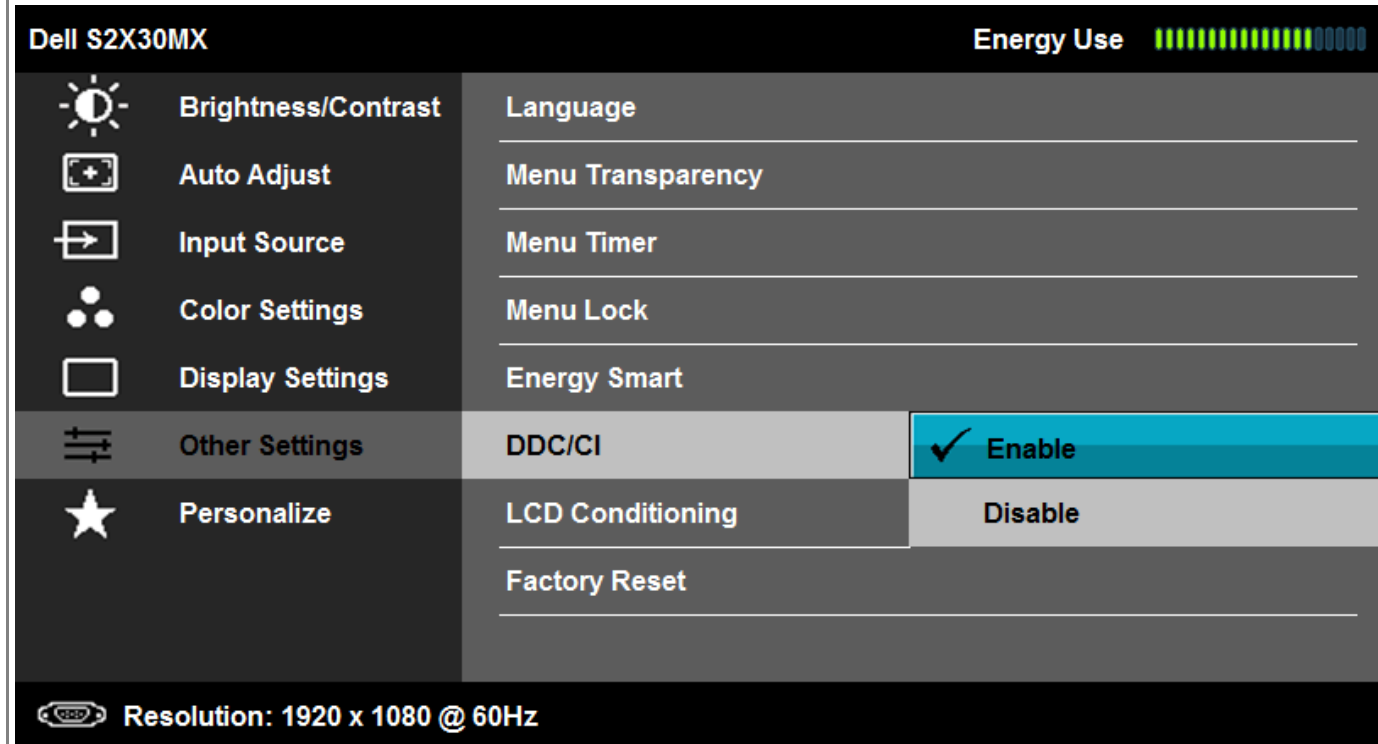 Dell S2X30MX Energy Use
Brightness/Contrast Language
Auto Adjust Menu Transparency
Input Source Menu Timer
Color Settings Menu Lock
Display Settings Energy Smart
Other Settings DDC/CI Enable
Personalize LCD Conditioning Disable
Factory Reset
Resolution: 1920 x 1080 @ 60Hz